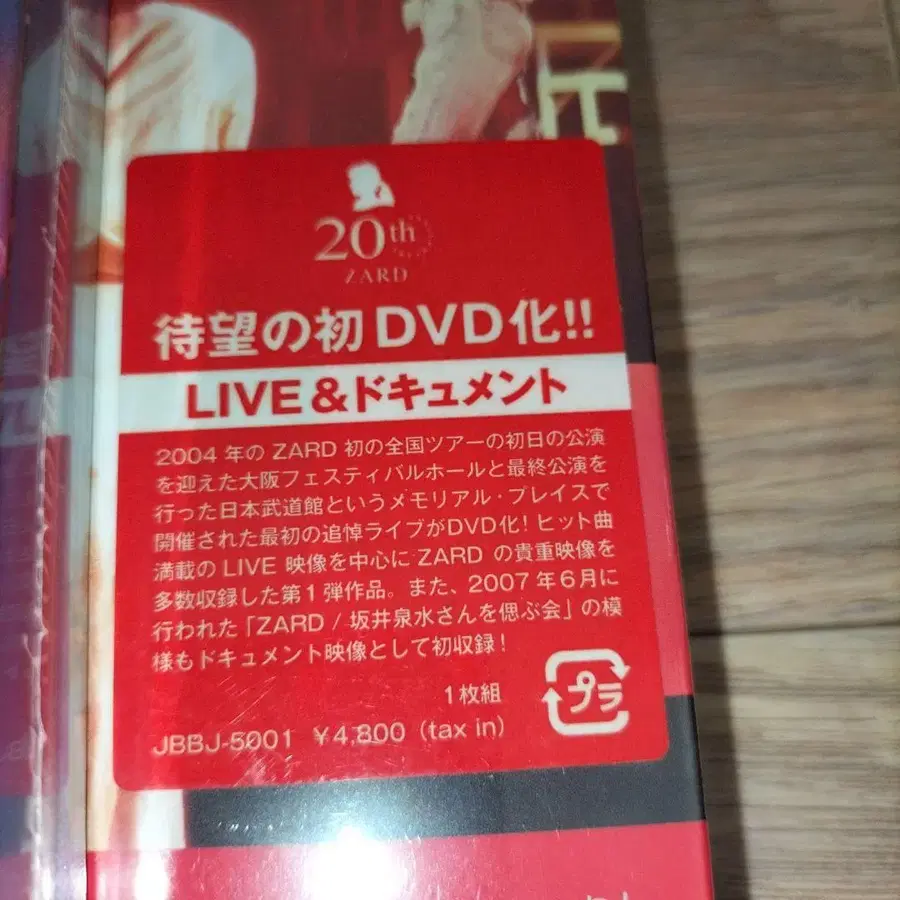 20th
ZARD
待望の初DVD化!!
LIVE&ドキュメント
2004年のZARD初の全国ツアーの初日の公演
を迎えた大阪フェスティバルホールと最終公演を
行った日本武道館というメモリアル・プレイスで
開催された最初の追悼ライブがDVD化!ヒット曲
満載のLIVE映像を中心にZARDの貴重映像を
多数収録した第1弾作品。また、2007年6月に
行われた「ZARD/坂井泉水さんを偲ぶ会」の模
様もドキュメント映像として初収録!
1枚組
プラ
JBBJ-5001 ¥4,800 (tax in)